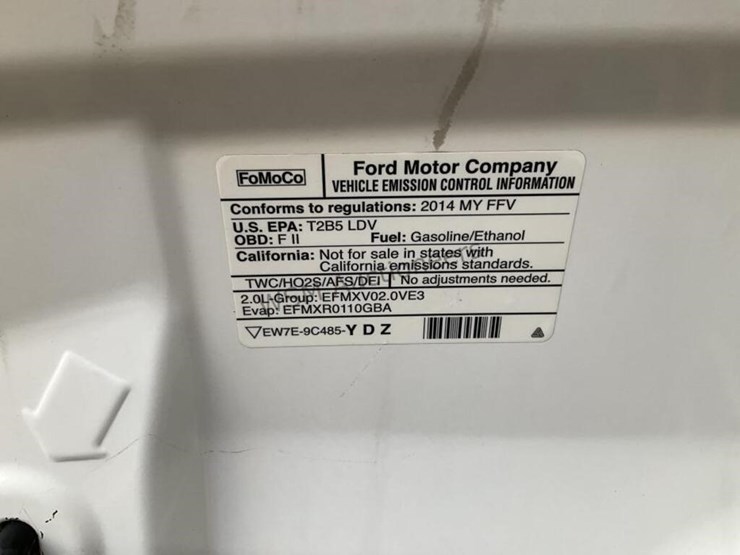 FoMoCo
Ford Motor Company
VEHICLE EMISSION CONTROL INFORMATION
Conforms to regulations: 2014 MY FFV
U.S. EPA: T2B5 LDV
OBD: F II Fuel: Gasoline/Ethanol
California: Not for sale in states with
California emissions standards.
TWC/HO2S/AFS/DEI No adjustments needed.
2.0L-Group: EFMXV02.0VE3
Evap: EFMXR0110GBA
EW7E-9C485-Y D Z